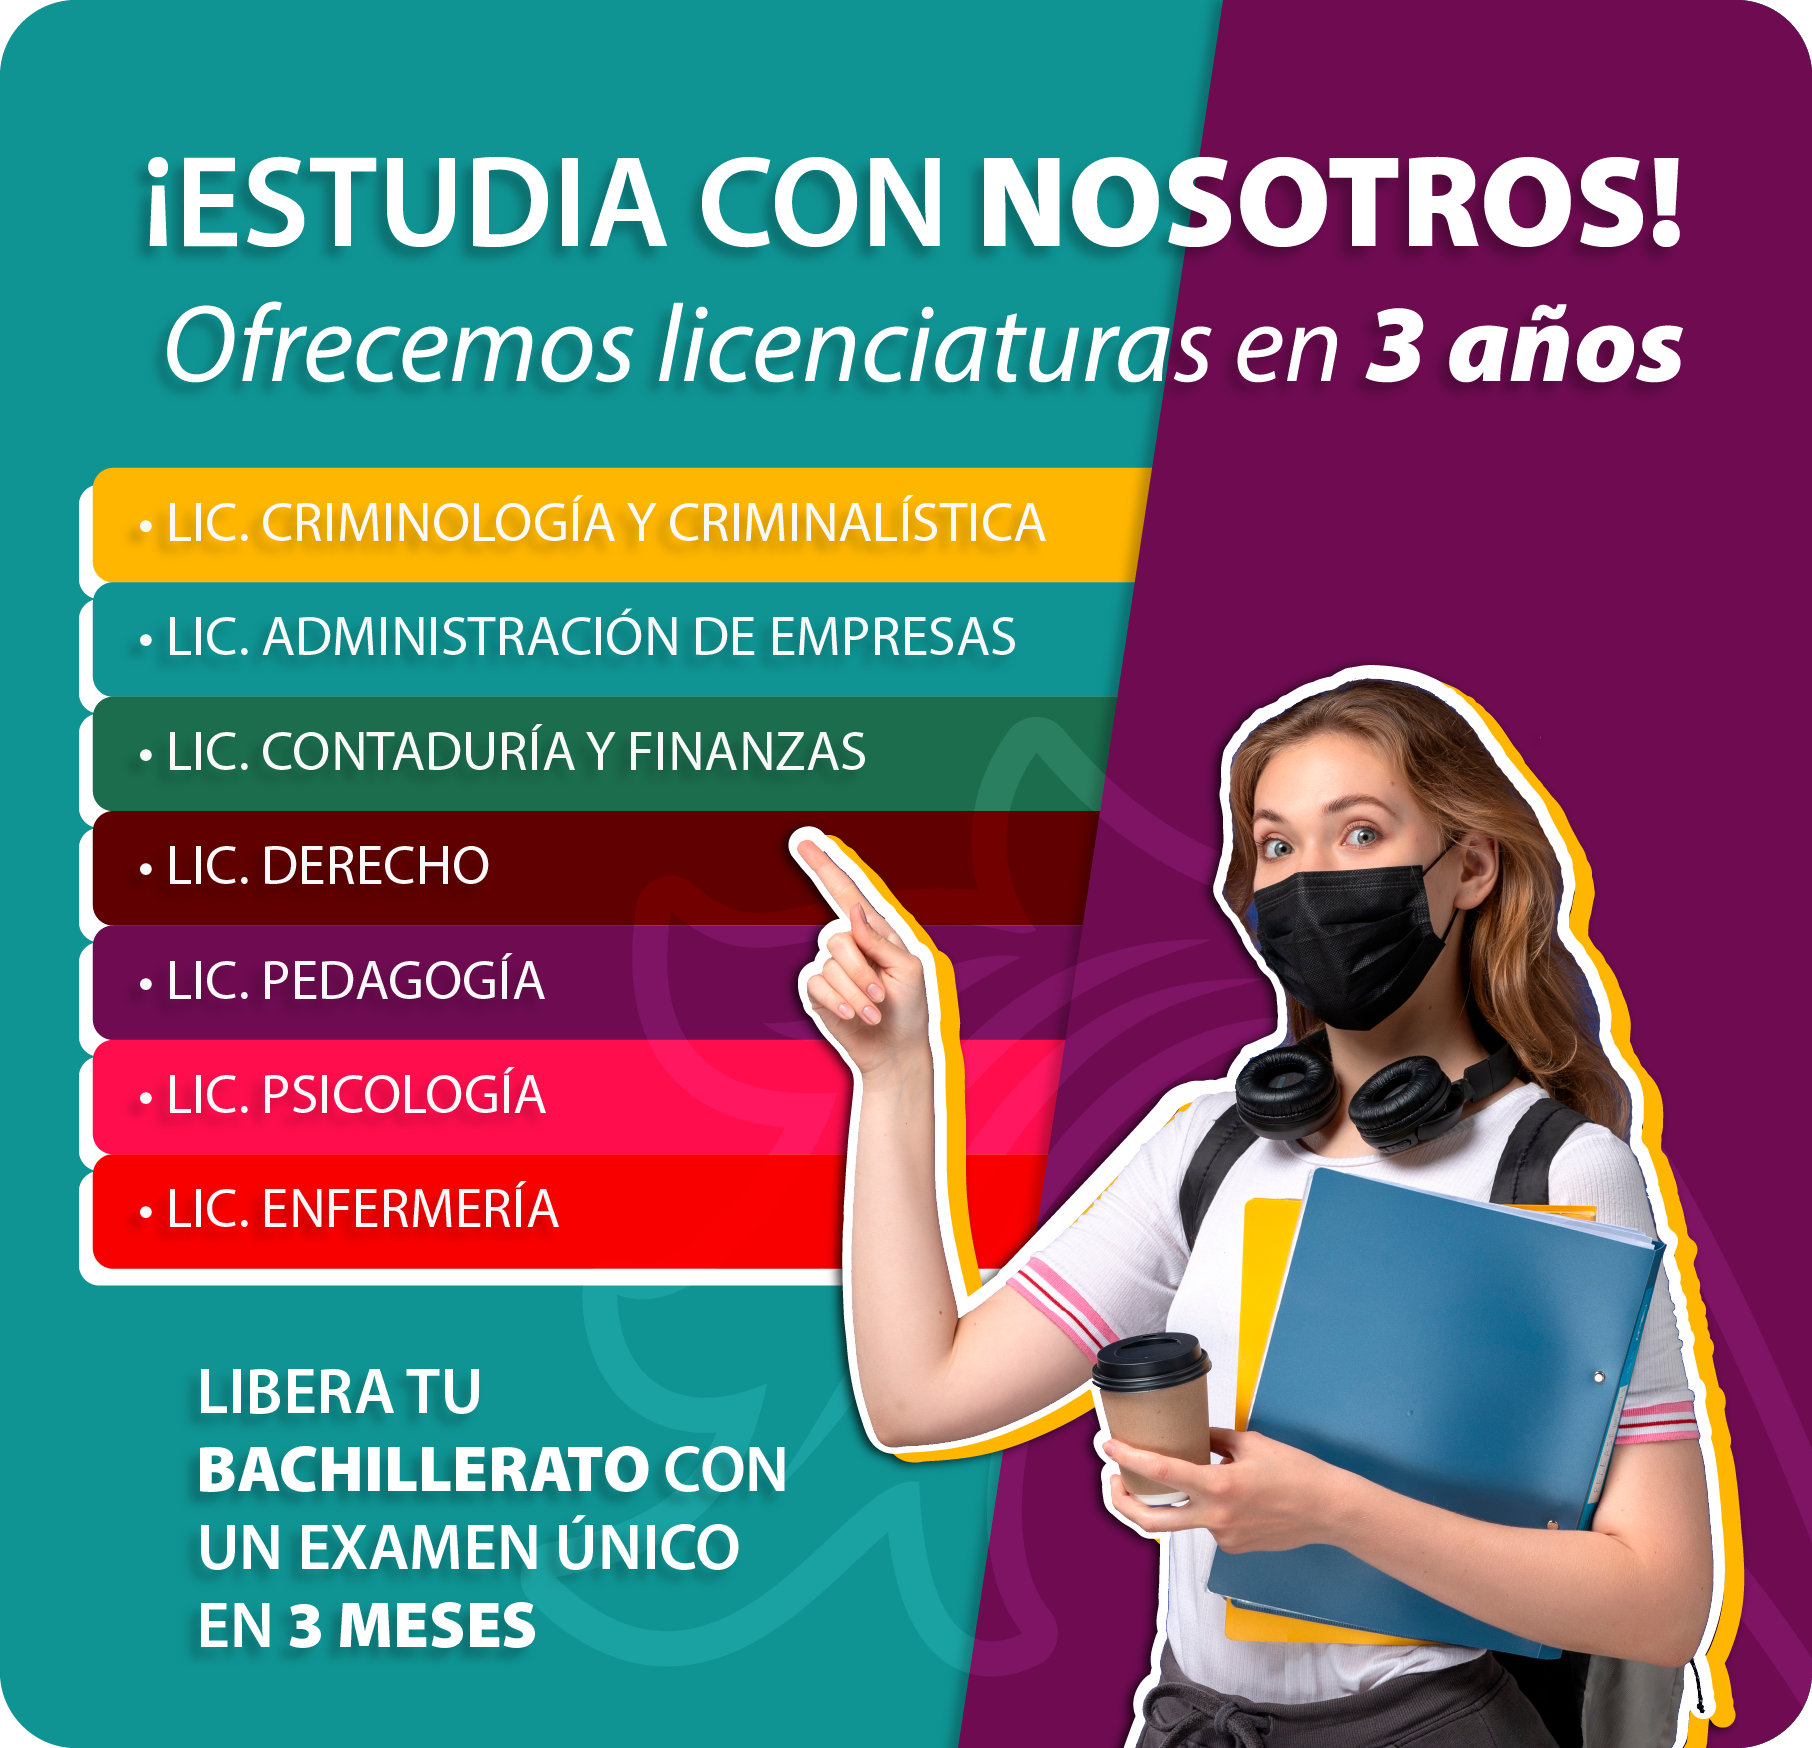 ¡ESTUDIA CON NOSOTROS!
Ofrecemos licenciaturas en 3 años
• LIC. CRIMINOLOGÍA Y CRIMINALÍSTICA
• LIC. ADMINISTRACIÓN DE EMPRESAS
• LIC. CONTADURÍA Y FINANZAS
• LIC. DERECHO
• LIC. PEDAGOGÍA
• LIC. PSICOLOGÍA
• LIC. ENFERMERÍA
LIBERA TU
BACHILLERATO CON
UN EXAMEN ÚNICO
EN 3 MESES